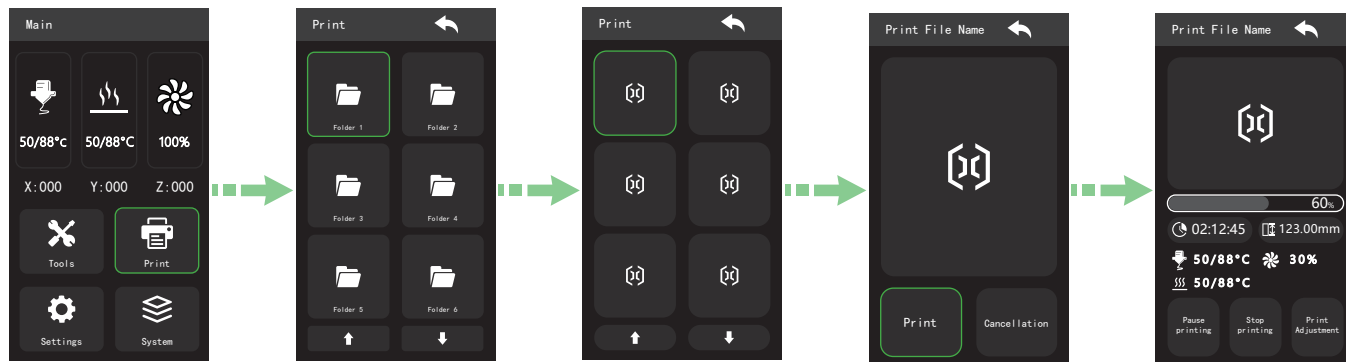 Main
50/88°C
50/88°C
100%
X:000
Y:000
Z:000
Tools
Print
Settings
System
Print
Folder 1
Folder 2
Folder 3
Folder 4
Folder 5
Folder 6
Print
Print File Name
Print
Cancellation
Print File Name
60%
02:12:45
123.00mm
50/88°C
30%
50/88°C
Pause
printing
Stop
printing
Print
Adjustment